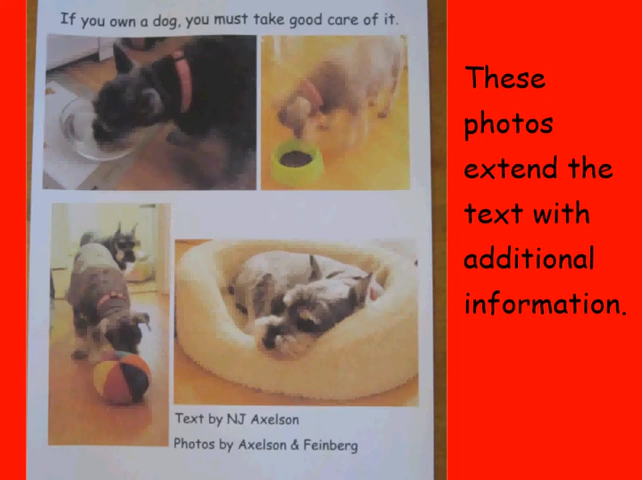 If you own a dog, you must take good care of it.
These
photos
extend the
text with
additional
information.
Text by NJ Axelson
Photos by Axelson & Feinberg